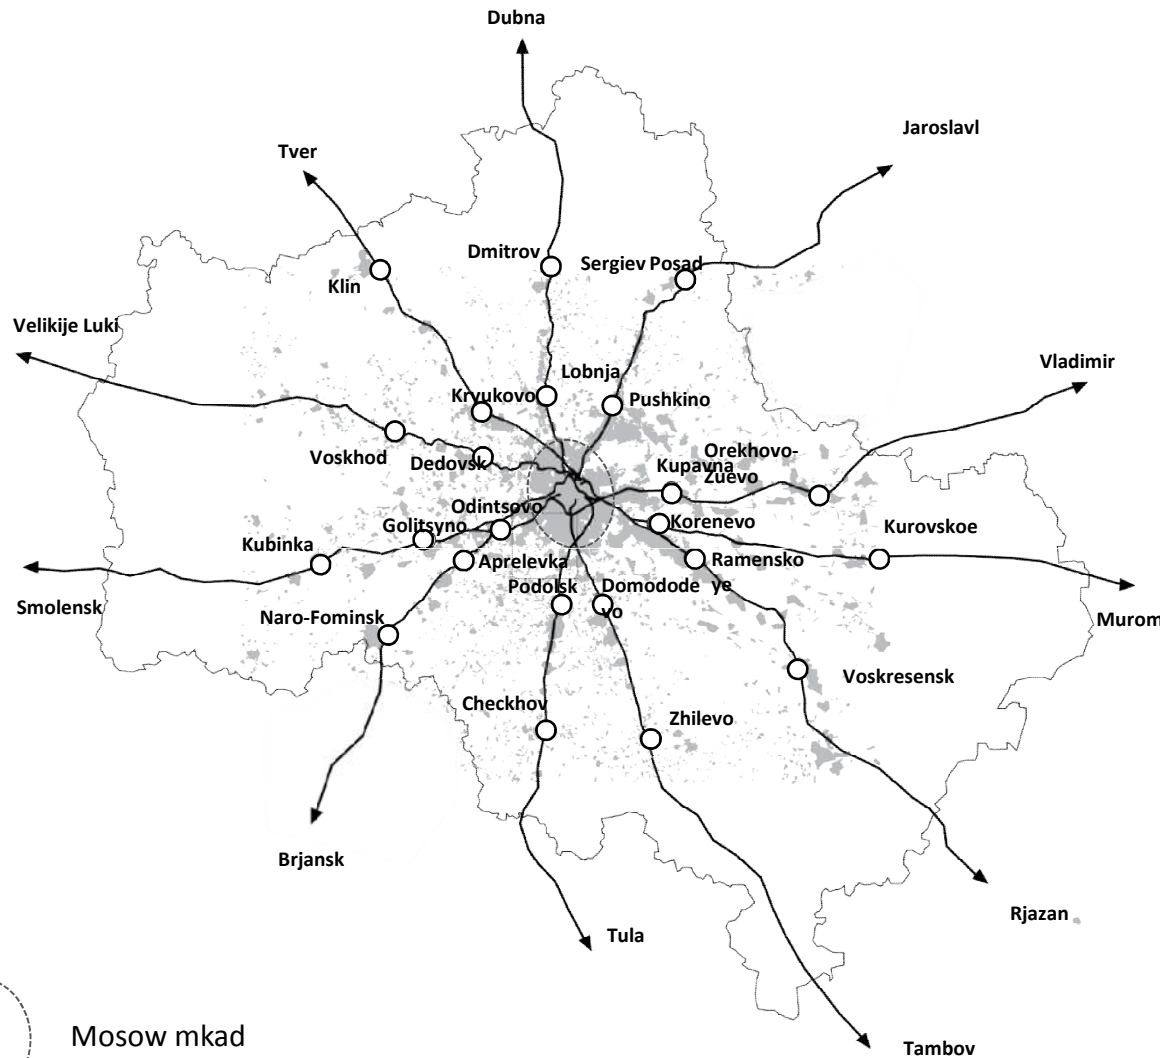 Dubna
Jaroslavl
Tver
Dmitrov
Sergiev Posad
Klin
Velikije Luki
Vladimir
Lobnja
Kryukovo
Pushkino
Orekhovo-
Zuevo
Voskhod
Dedovsk
Kupavna
Odintsovo
Golitsyno
Korenevo
Kurovskoe
Kubinka
Aprelevka
Ramensko
ye
Podolsk
Domodode
vo
Smolensk
Naro-Fominsk
Murom
Voskresensk
Checkhov
Zhilevo
Brjansk
Rjazan
Tula
Mosow mkad
Tambov